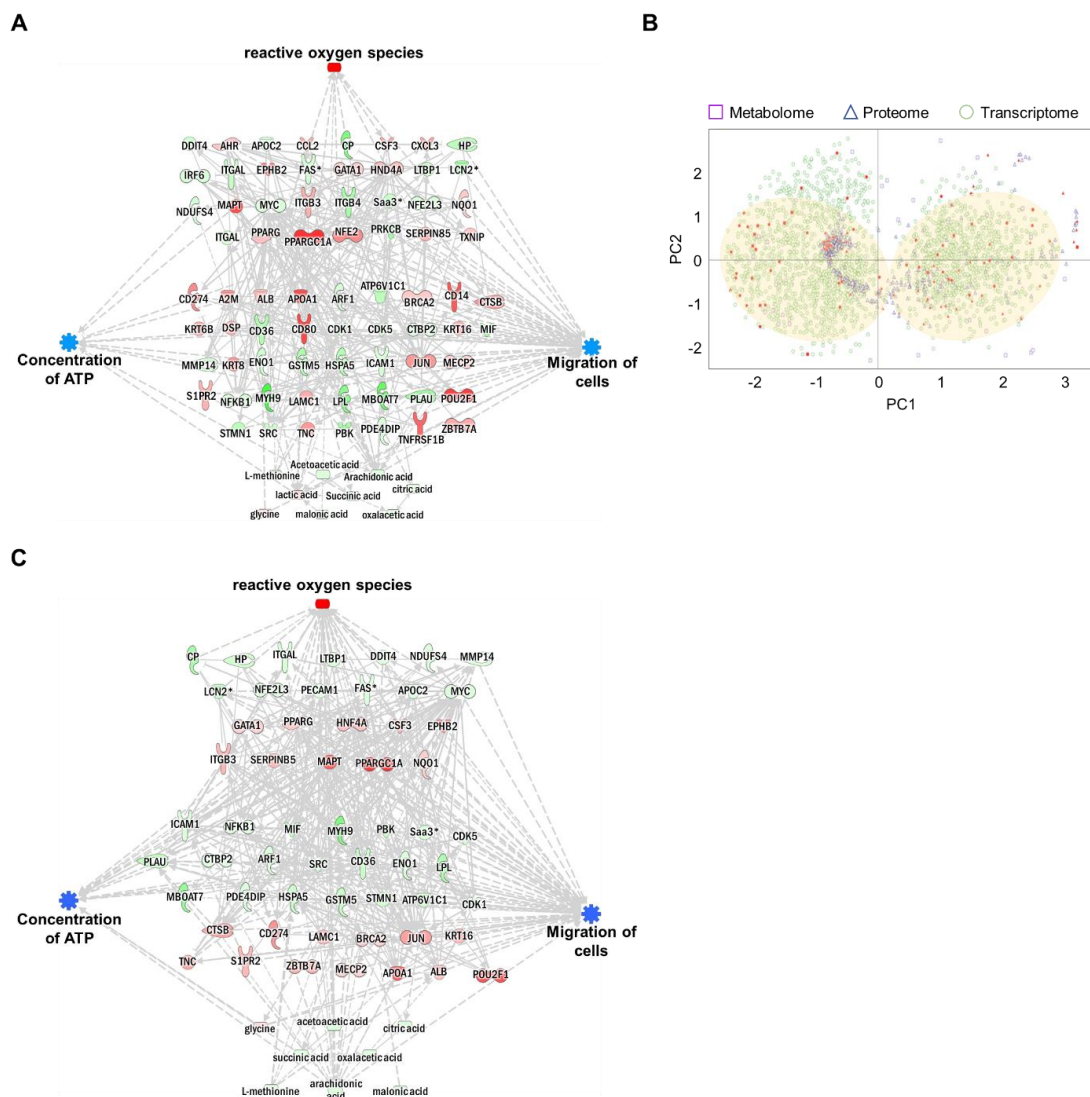 A
reactive oxygen species
DDIT4 AHR APOC2 CCL2 CP CSF3 CXCL3 HP
IRF6 ITGAL EPHB2 FAS* GATA1 HND4A LTBP1 LCN2*
NDUFS4 MAPT MYC ITGB3 ITGB4 Saa3* NFE2L3 NQO1
ITGAL PPARG PPARGC1A NFE2 PRKCB SERPIN85 TXNIP
CD274 A2M ALB APOA1 ARF1 ATP6V1C1 BRCA2 CD14 CTSB
KRT6B DSP CD36 CD80 CDK1 CDK5 CTBP2 KRT16 MIF
Concentration
of ATP
Migration of
cells
MMP14 KRT8 ENO1 GSTM5 HSPA5 ICAM1 JUN MECP2
S1PR2 NFKB1 MYH9 LAMC1 LPL MBOAT7 PLAU POU2F1
STMN1 SRC TNC PBK PDE4DIP TNFRSF1B ZBTB7A
Acetoacetic acid
L-methionine Arachidonic acid
lactic acid Succinic acid citric acid
glycine malonic acid oxalacetic acid
B
Metabolome Proteome Transcriptome
PC2
2
1
0
-1
-2
-2 -1 0 1 2 3
PC1
C
reactive oxygen species
CP HP ITGAL LTBP1 DDIT4 NDUFS4 MMP14
LCN2* NFE2L3 PECAM1 FAS* APOC2 MYC
GATA1 PPARG HNF4A CSF3 EPHB2
ITGB3 SERPINB5 MAPT PPARGC1A NQO1
ICAM1 NFKB1 MIF MYH9 PBK Saa3* CDK5
PLAU CTBP2 ARF1 SRC CD36 ENO1 LPL
MBOAT7 PDE4DIP HSPA5 GSTM5 STMN1 ATP6V1C1 CDK1
Concentration
of ATP
Migration of
cells
CTSB CD274 LAMC1 BRCA2 JUN KRT16
TNC S1PR2 ZBTB7A MECP2 APOA1 ALB POU2F1
glycine acetoacetic acid citric acid
succinic acid oxalacetic acid
L-methionine arachidonic malonic acid
acid